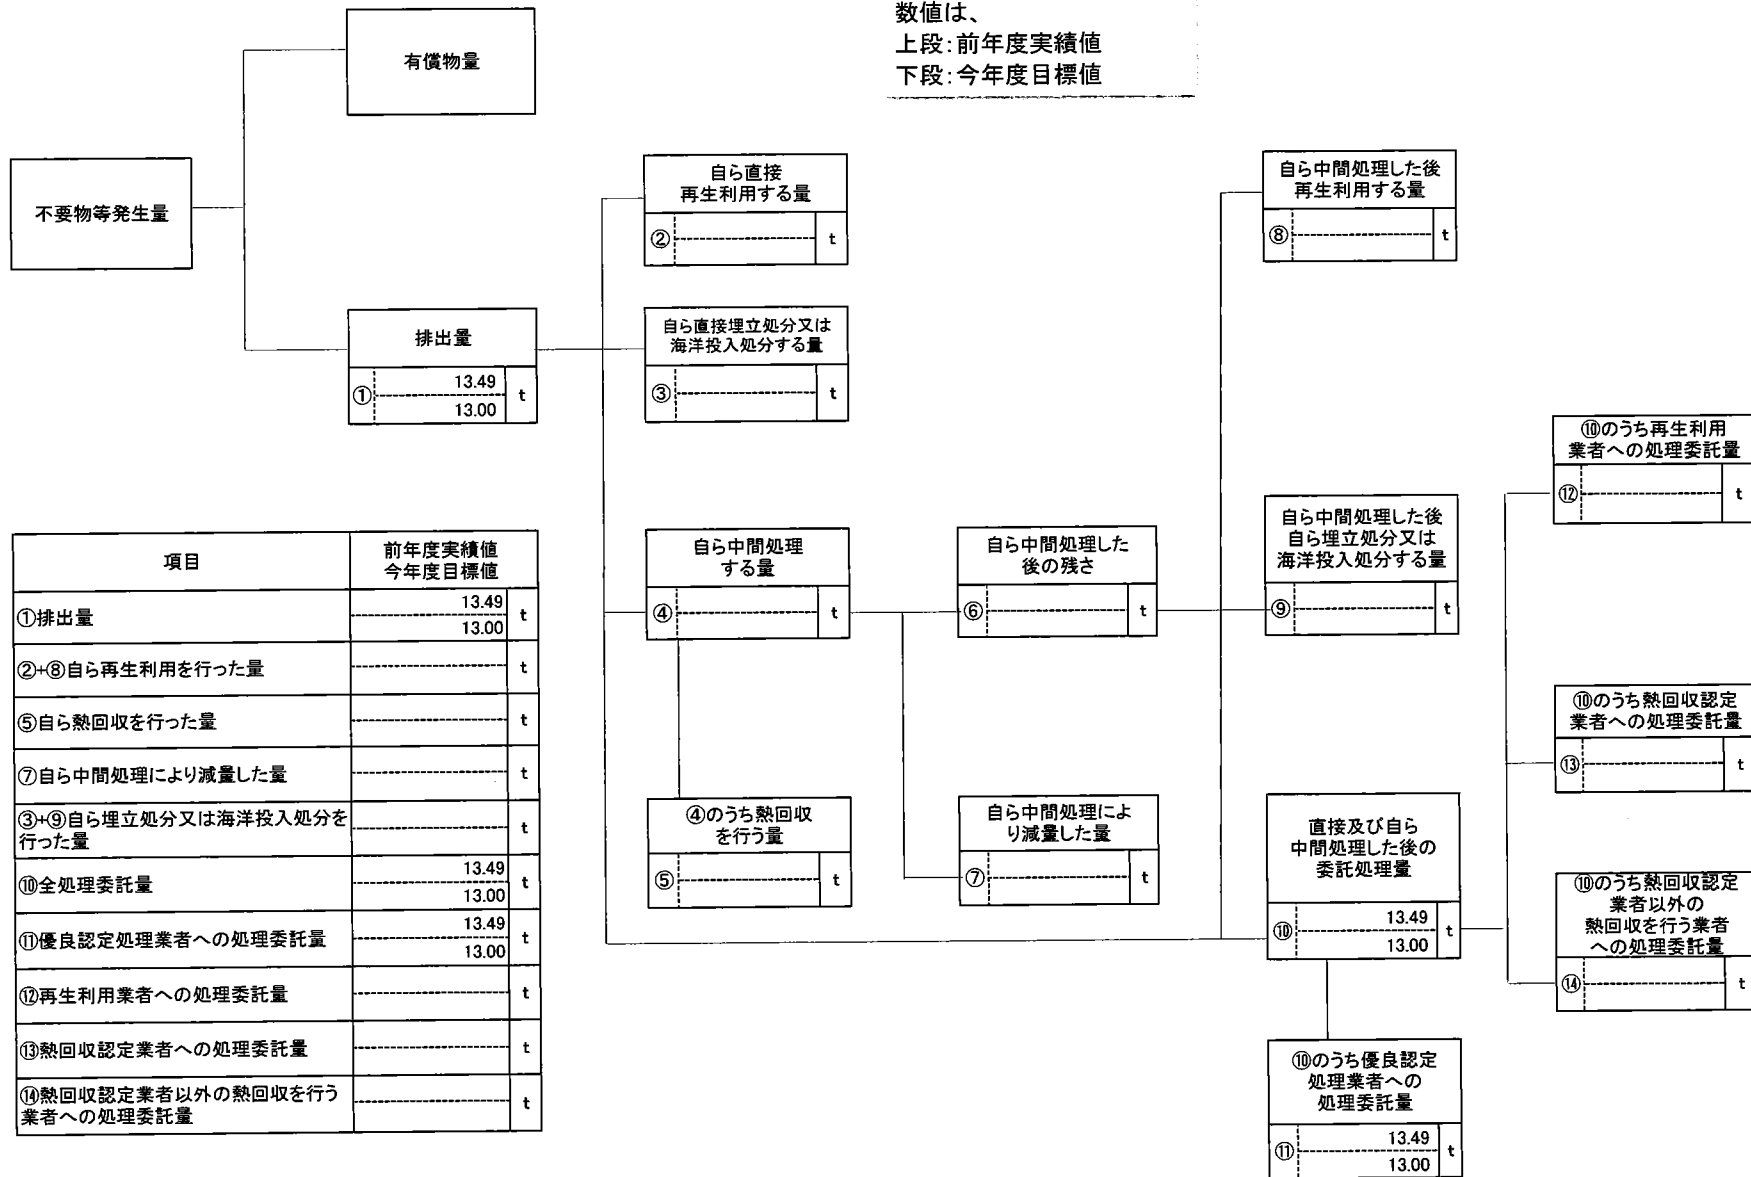 数値は、
上段:前年度実績値
下段:今年度目標値
有償物量
不要物等発生量
排出量
① 13.49 t
13.00
自ら直接
再生利用する量
② t
自ら直接埋立処分又は
海洋投入処分する量
③ t
自ら中間処理
する量
④ t
④のうち熱回収
を行う量
⑤ t
自ら中間処理した
後の残さ
⑥ t
自ら中間処理によ
り減量した量
⑦ t
自ら中間処理した後
再生利用する量
⑧ t
自ら中間処理した後
自ら埋立処分又は
海洋投入処分する量
⑨ t
直接及び自ら
中間処理した後の
委託処理量
⑩ 13.49 t
13.00
⑩のうち優良認定
処理業者への
処理委託量
⑪ 13.49 t
13.00
⑩のうち再生利用
業者への処理委託量
⑫ t
⑩のうち熱回収認定
業者への処理委託量
⑬ t
⑩のうち熱回収認定
業者以外の
熱回収を行う業者
への処理委託量
⑭ t
項目 前年度実績値
今年度目標値
①排出量 13.49 t
13.00
②+⑧自ら再生利用を行った量 t
⑤自ら熱回収を行った量 t
⑦自ら中間処理により減量した量 t
③+⑨自ら埋立処分又は海洋投入処分を t
行った量
⑩全処理委託量 13.49 t
13.00
⑪優良認定処理業者への処理委託量 13.49 t
13.00
⑫再生利用業者への処理委託量 t
⑬熱回収認定業者への処理委託量 t
⑭熱回収認定業者以外の熱回収を行う t
業者への処理委託量